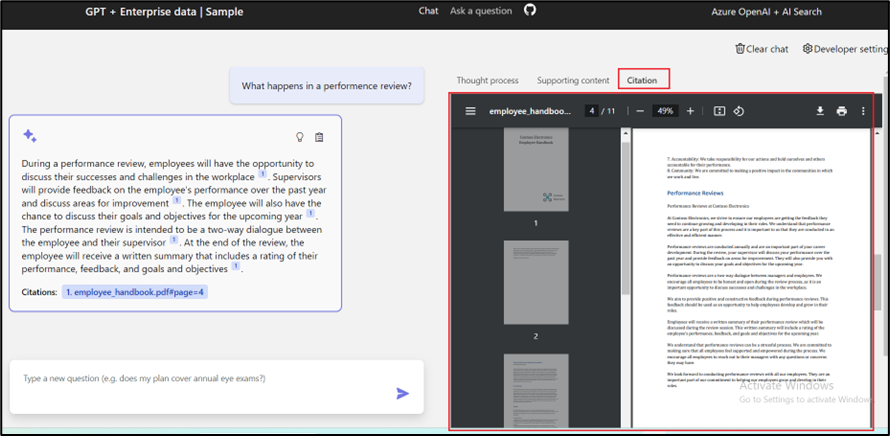 GPT + Enterprise data | Sample
Chat
Ask a question
Azure OpenAI + AI Search
Clear chat
Developer setting
What happens in a performence review?
Thought process
Supporting content
Citation
During a performance review, employees will have the opportunity to
discuss their successes and challenges in the workplace 1. Supervisors
will provide feedback on the employee's performance over the past year
and discuss areas for improvement 1. The employee will also have the
chance to discuss their goals and objectives for the upcoming year 1.
The performance review is intended to be a two-way dialogue between
the employee and their supervisor 1. At the end of the review, the
employee will receive a written summary that includes a rating of their
performance, feedback, and goals and objectives 1.
Citations: 1. employee_handbook.pdf#page=4
Type a new question (e.g. does my plan cover annual eye exams?)
employee_handboo...
4 / 11
49%
Contoso Electronics
Employee Handbook
1
2
7. Accountability: We take responsibility for our actions and hold ourselves and others
accountable for their performance.
8. Community: We are committed to making a positive impact in the communities in which
we work and live.
Performance Reviews
Performance Reviews at Contoso Electronics
At Contoso Electronics, we strive to ensure our employees are getting the feedback they
need to continue growing and developing in their roles. We understand that performance
reviews are a key part of this process and it is important to us that they are conducted in an
effective and efficient manner.
Performance reviews are conducted annually and are an important part of your career
development. During the review, your supervisor will discuss your performance over the
past year and provide feedback on areas for improvement. They will also provide you with
an opportunity to discuss your goals and objectives for the upcoming year.
Performance reviews are a two-way dialogue between managers and employees. We
encourage all employees to be honest and open during the review process, as it is an
important opportunity to discuss successes and challenges in the workplace.
We aim to provide positive and constructive feedback during performance reviews. This
feedback should be used as an opportunity to help employees develop and grow in their
roles.
Employees will receive a written summary of their performance review which will be
discussed during the review session. This written summary will include a rating of the
employee's performance, feedback, and goals and objectives for the upcoming year.
We understand that performance reviews can be a stressful process. We are committed to
making sure that all employees feel supported and empowered during the process. We
encourage all employees to reach out to their managers with any questions or concerns
they may have.
We look forward to conducting performance reviews with all our employees. They are an
important part of our commitment to helping our employees grow and develop in their
roles.
Activate Windows
Go to Settings to activate Window